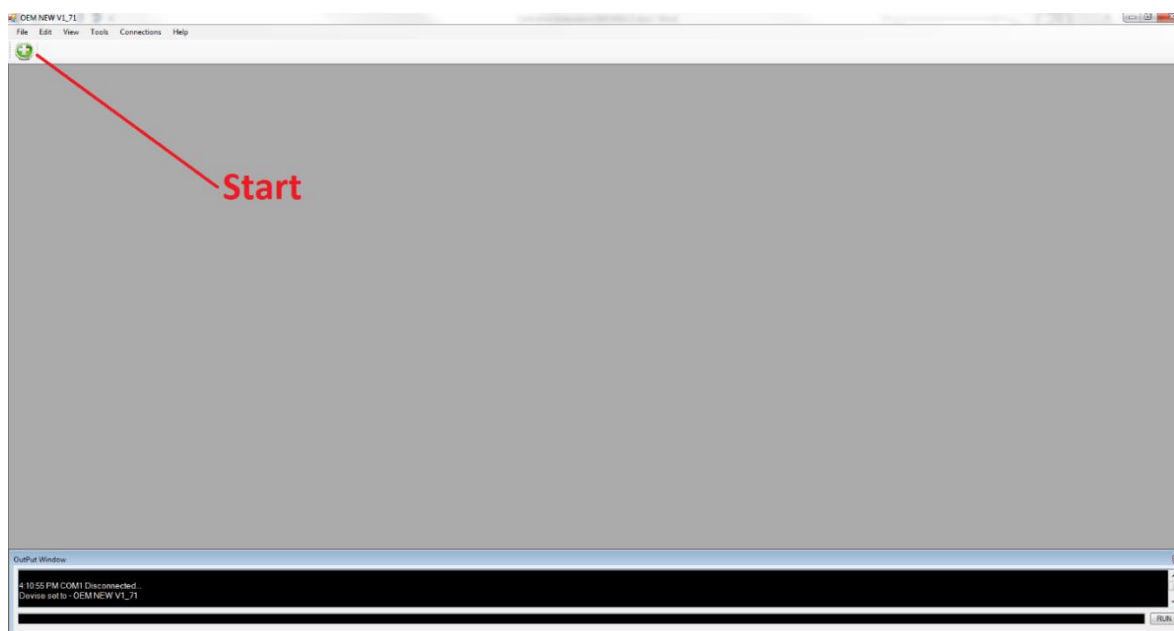 OEM NEW V1_71
File Edit View Tools Connections Help
Start
OutPut Window
4:10:55 PM COM1 Disconnected...
Devise set to - OEM NEW V1_71
RUN